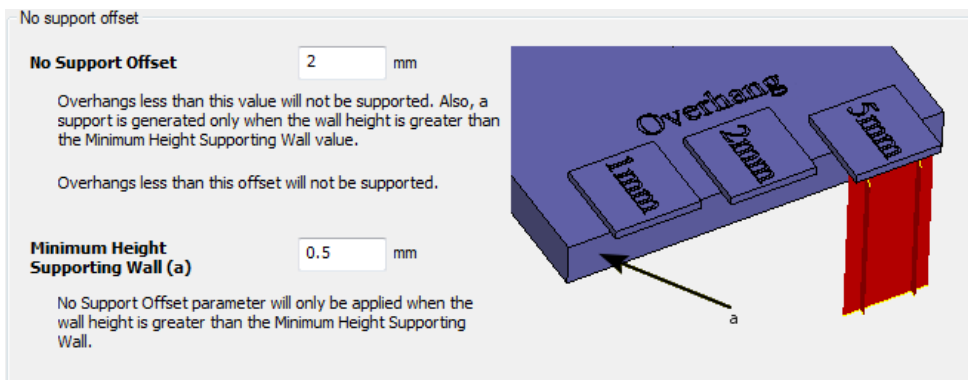 No support offset
No Support Offset 2 mm
Overhangs less than this value will not be supported. Also, a
support is generated only when the wall height is greater than
the Minimum Height Supporting Wall value.
Overhangs less than this offset will not be supported.
Minimum Height
Supporting Wall (a) 0.5 mm
No Support Offset parameter will only be applied when the
wall height is greater than the Minimum Height Supporting
Wall.
Overhang
1mm
2mm
5mm
a